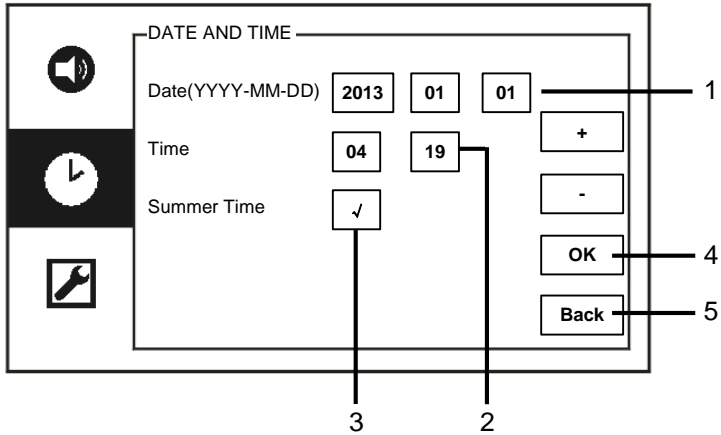 DATE AND TIME
Date(YYYY-MM-DD) 2013 01 01 1
+
Time 04 19
-
Summer Time √
OK 4
Back 5
3 2